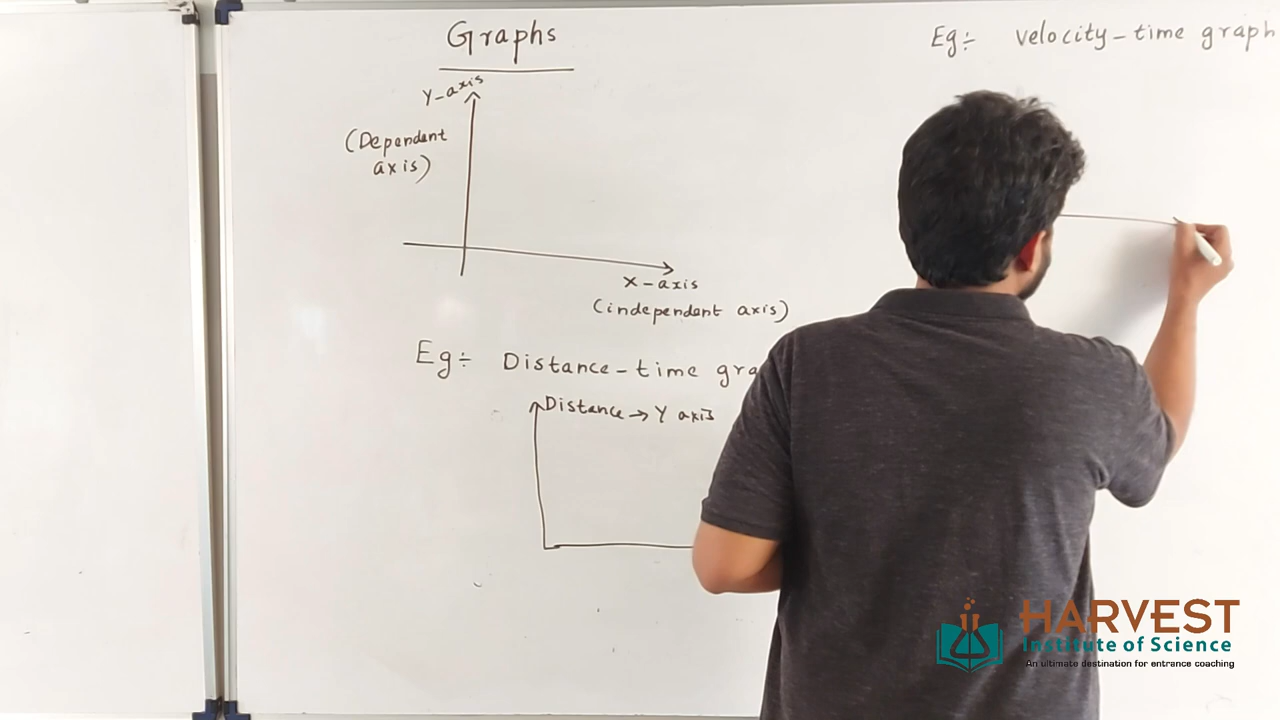 Graphs
Y-axis
(Dependent
axis)
X-axis
(independent axis)
Eg÷ Distance-time gra
Distance → Y axis
Eg÷ velocity-time graph
HARVEST
Institute of Science
An ultimate destination for entrance coaching